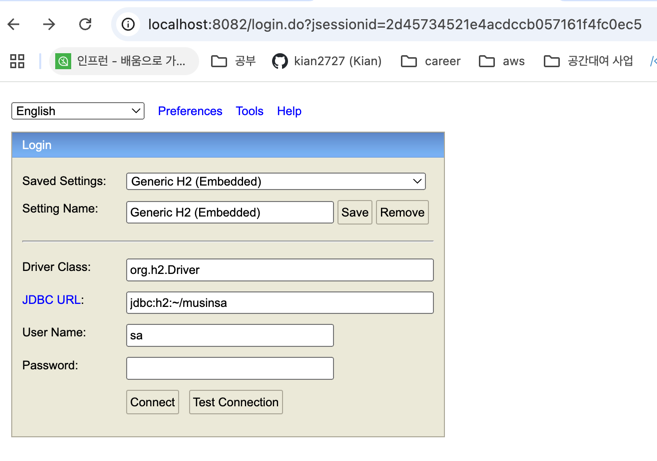 localhost:8082/login.do?jsessionid=2d45734521e4acdccb057161f4fc0ec5
인프런 - 배움으로 가... 공부 kian2727 (Kian) career aws 공간대여 사업
English Preferences Tools Help
Login
Saved Settings: Generic H2 (Embedded)
Setting Name: Generic H2 (Embedded) Save Remove
Driver Class: org.h2.Driver
JDBC URL: jdbc:h2:~/musinsa
User Name: sa
Password:
Connect Test Connection